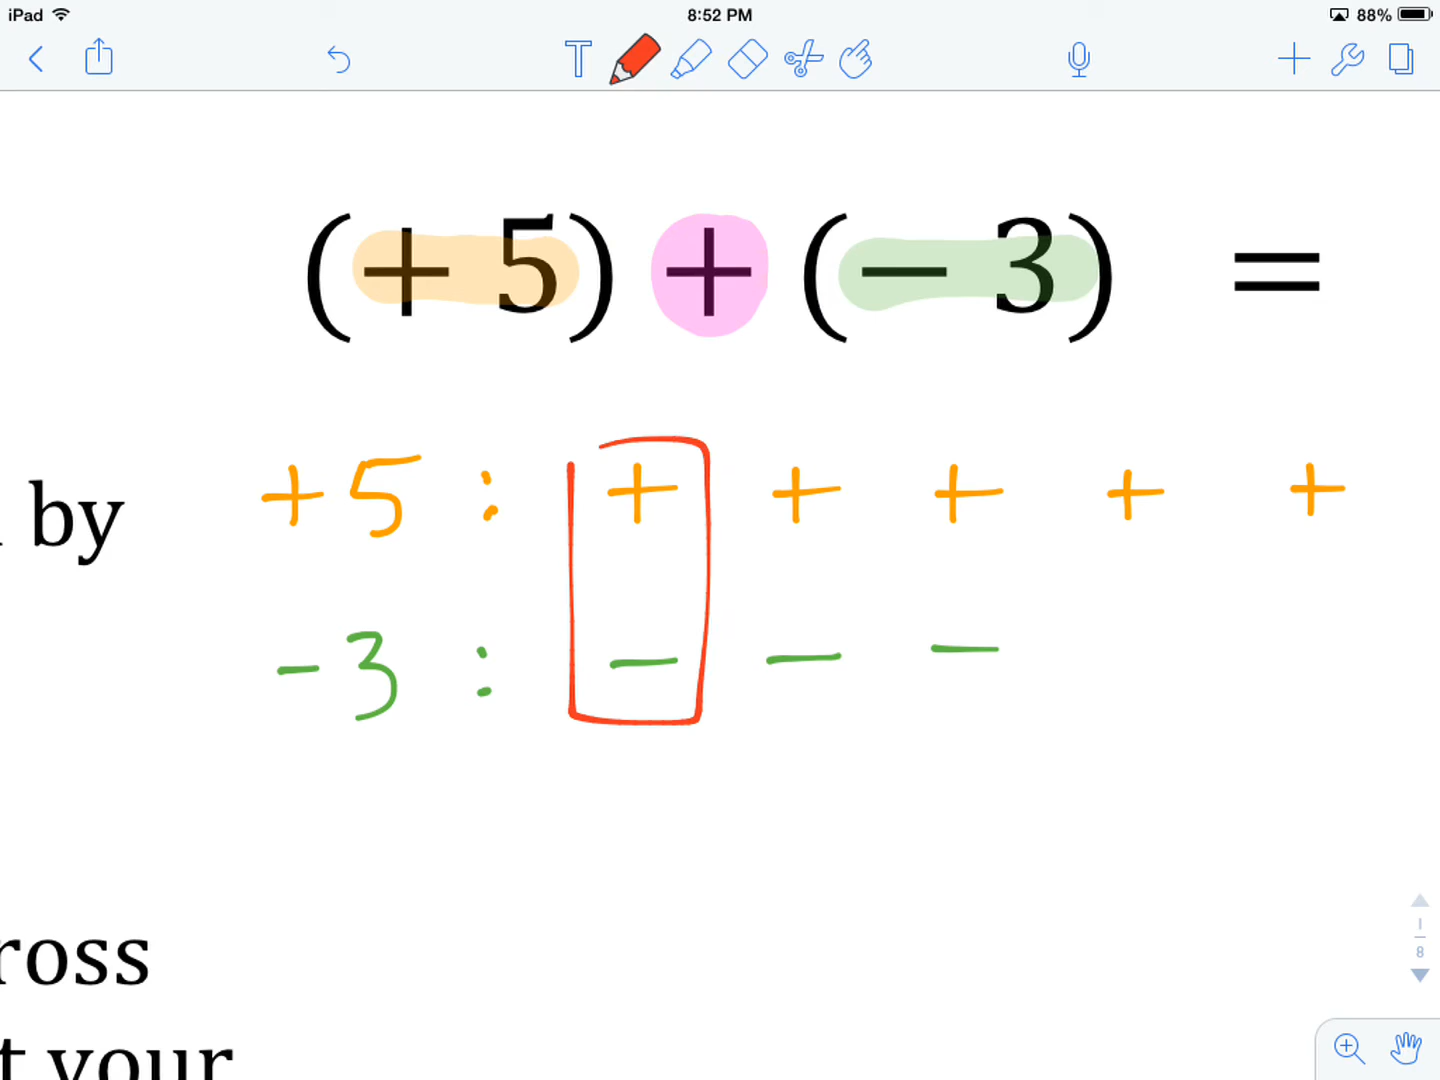 iPad 8:52 PM 88%
T
(+ 5) + (− 3) =
by +5 : + + + + +
-3 : - - -
1
8
ross
t your